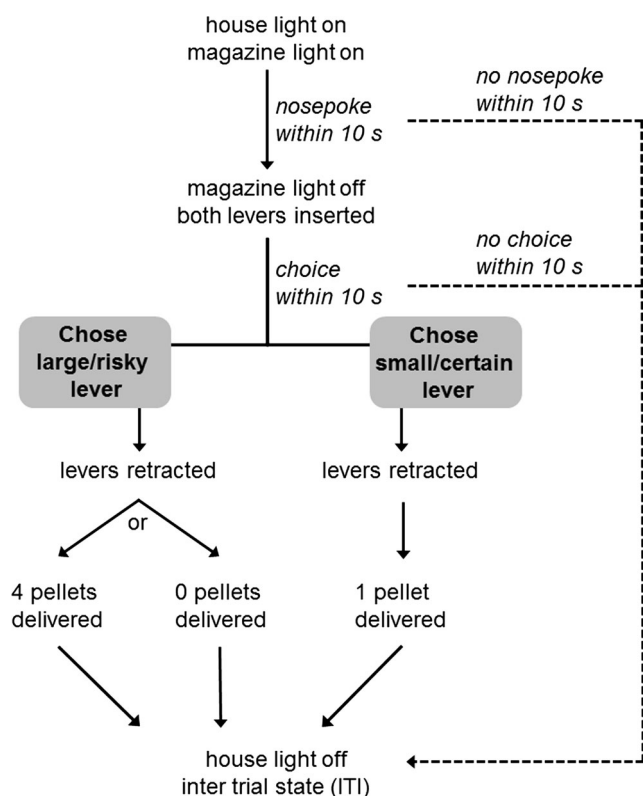 house light on
magazine light on
no nosepoke
within 10 s
nosepoke
within 10 s
magazine light off
both levers inserted
no choice
within 10 s
choice
within 10 s
Chose
large/risky
lever
Chose
small/certain
lever
levers retracted
levers retracted
or
4 pellets
delivered
0 pellets
delivered
1 pellet
delivered
house light off
inter trial state (ITI)